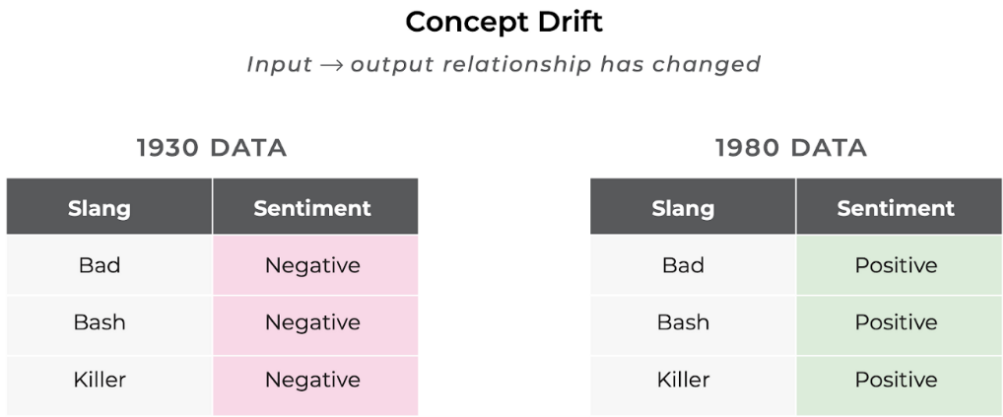 Concept Drift
Input → output relationship has changed
1930 DATA
Slang Sentiment
Bad Negative
Bash Negative
Killer Negative
1980 DATA
Slang Sentiment
Bad Positive
Bash Positive
Killer Positive